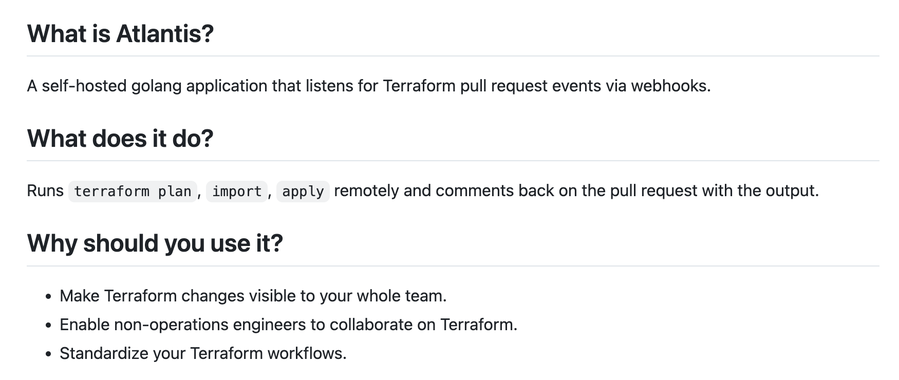 What is Atlantis?
A self-hosted golang application that listens for Terraform pull request events via webhooks.
What does it do?
Runs terraform plan, import, apply remotely and comments back on the pull request with the output.
Why should you use it?
• Make Terraform changes visible to your whole team.
• Enable non-operations engineers to collaborate on Terraform.
• Standardize your Terraform workflows.